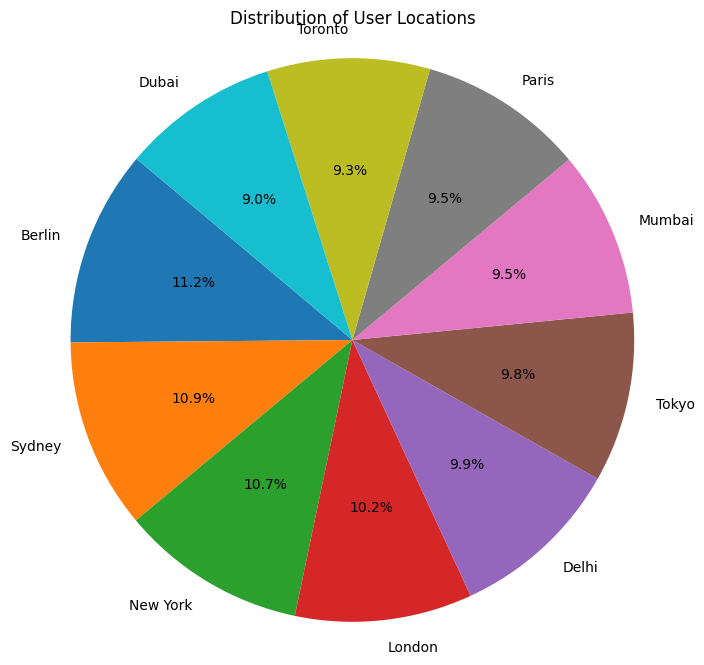 Distribution of User Locations
Toronto
Dubai
Paris
9.3%
9.5%
9.0%
Mumbai
Berlin
9.5%
11.2%
9.8%
Tokyo
10.9%
Sydney
9.9%
10.7%
10.2%
Delhi
New York
London